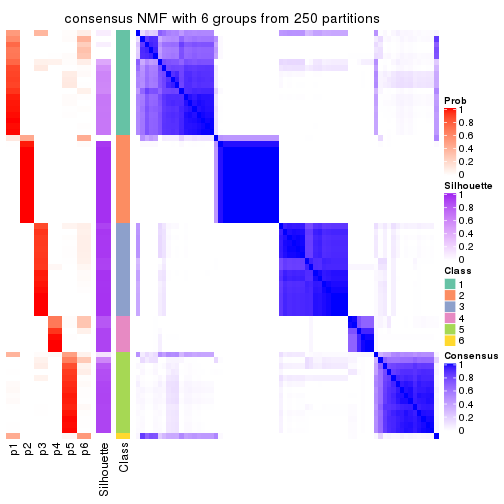 consensus NMF with 6 groups from 250 partitions
Prob
1
0.8
0.6
0.4
0.2
0
Silhouette
1
0.8
0.6
0.4
0.2
0
Class
1
2
3
4
5
6
Consensus
1
0.8
0.6
0.4
0.2
0
p1
p2
p3
p4
p5
p6
Silhouette
Class